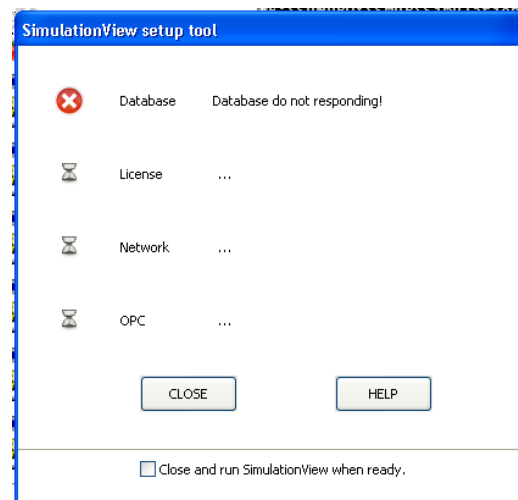 SimulationView setup tool
Database Database do not responding!
License ...
Network ...
OPC ...
CLOSE HELP
Close and run SimulationView when ready.